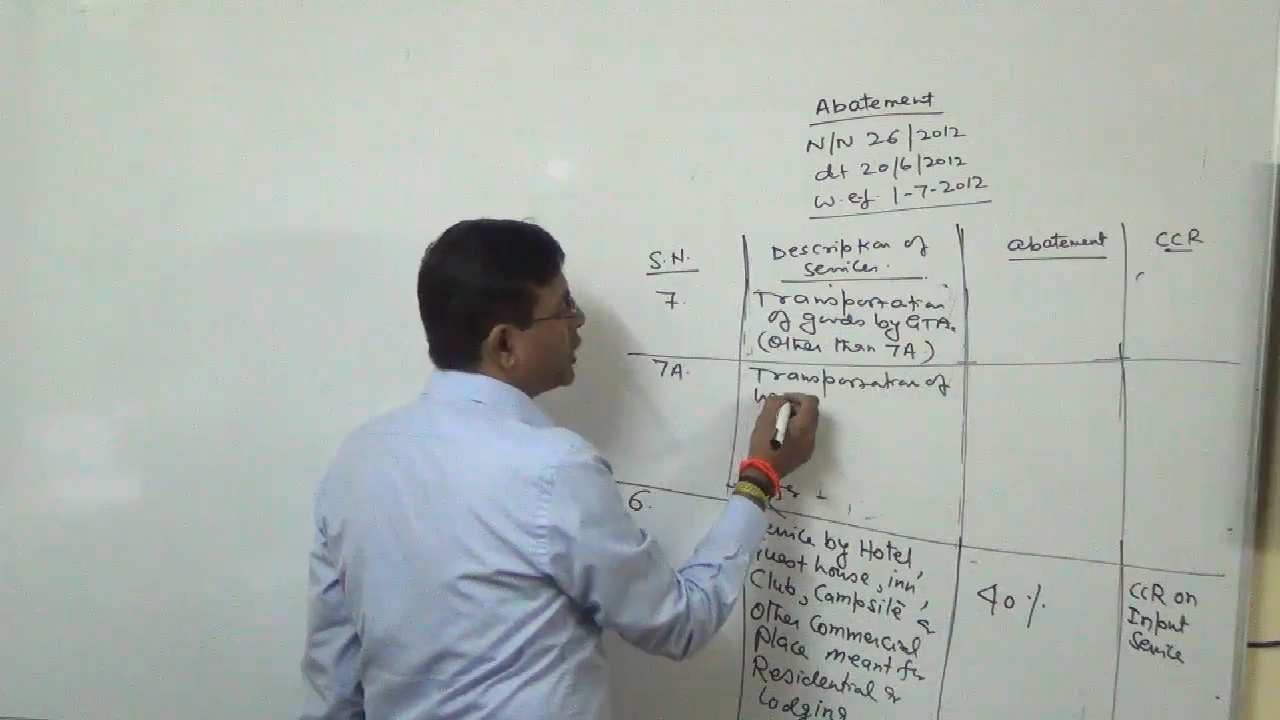 Abatement
N/N 26/2012
dt 20/6/2012
w.e.f. 1-7-2012
S.N.
Description of
services.
abatement
CCR
7.
Transportation
of goods by GTA.
(Other than 7A)
7A.
Transportation of
6.
Service by Hotel,
Guest house, inn,
Club, Campsite &
Other Commercial
Place meant for
Residential &
Lodging
40%
CCR on
Input
Service